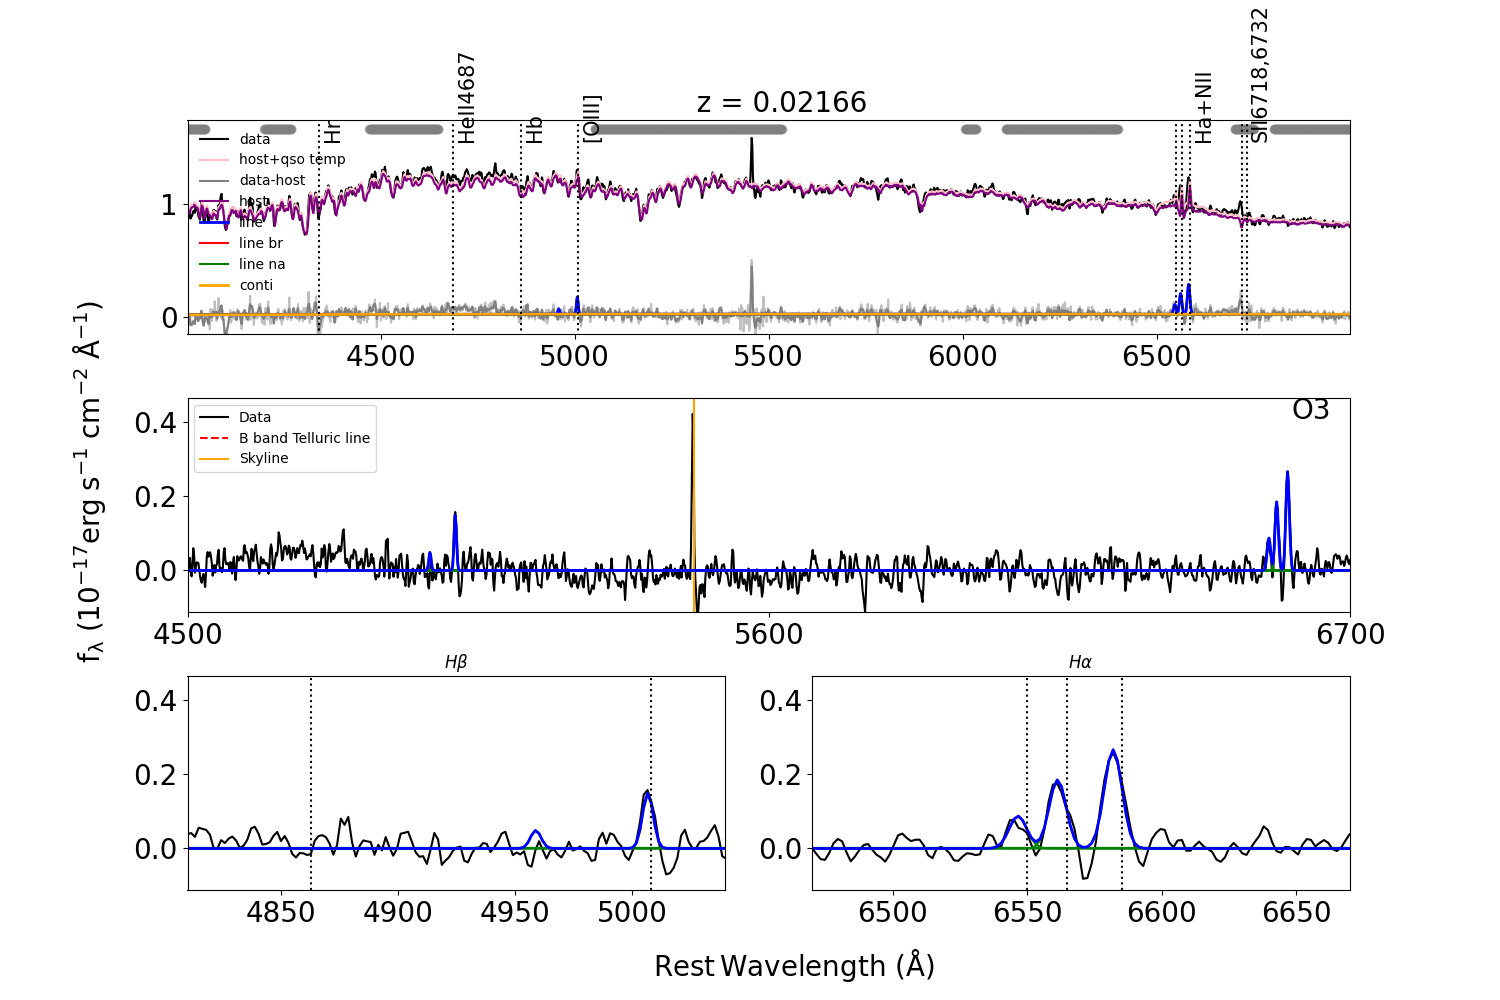 Hr
HeII4687
Hb
[OIII]
z = 0.02166
Ha+NII
SII6718,6732
data
host+qso temp
data-host
host
line
line br
line na
conti
1
0
4500
5000
5500
6000
6500
f_λ (10^−17 erg s^−1 cm^−2 Å^−1)
0.4
0.2
0.0
Data
B band Telluric line
Skyline
O3
4500
5600
6700
Hβ
0.4
0.2
0.0
4850
4900
4950
5000
Hα
0.4
0.2
0.0
6500
6550
6600
6650
Rest Wavelength (Å)